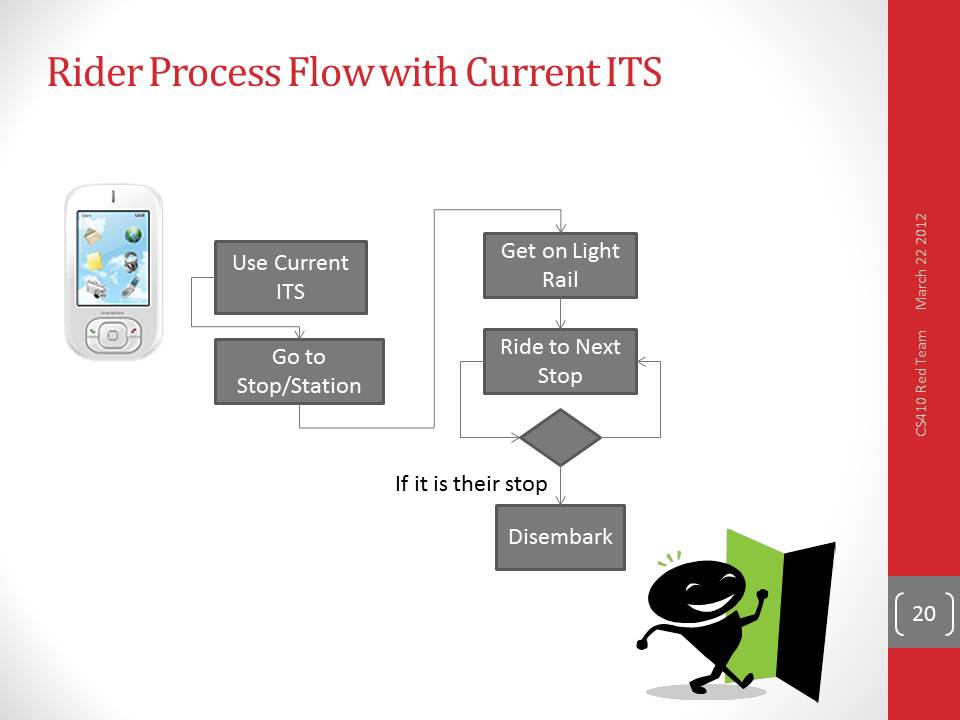 Rider Process Flow with Current ITS
Use Current
ITS
Go to
Stop/Station
Get on Light
Rail
Ride to Next
Stop
If it is their stop
Disembark
CS410 Red Team March 22 2012
20